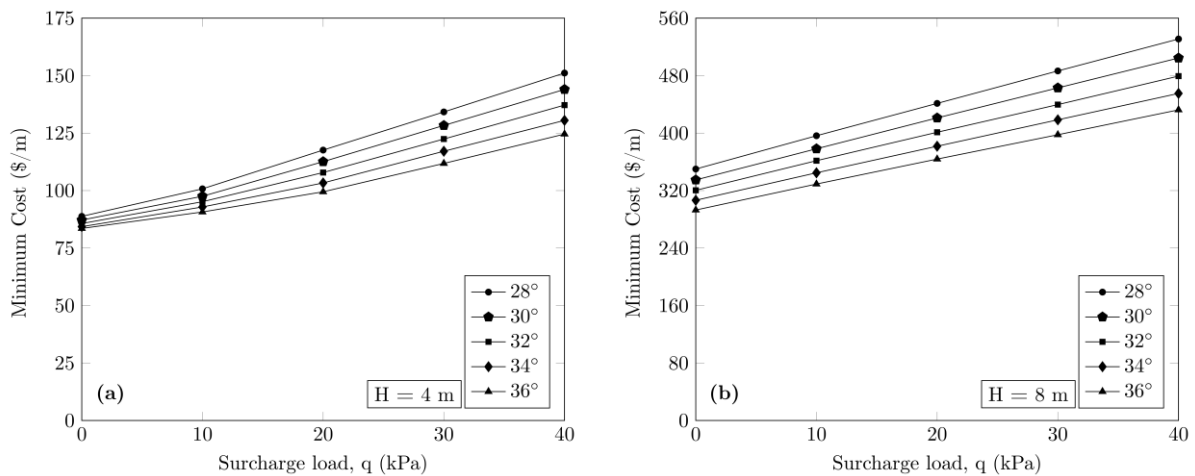 175
150
125
100
75
50
25
0
Minimum Cost ($/m)
28°
30°
32°
34°
36°
(a)
H = 4 m
0 10 20 30 40
Surcharge load, q (kPa)
560
480
400
320
240
160
80
0
Minimum Cost ($/m)
28°
30°
32°
34°
36°
(b)
H = 8 m
0 10 20 30 40
Surcharge load, q (kPa)